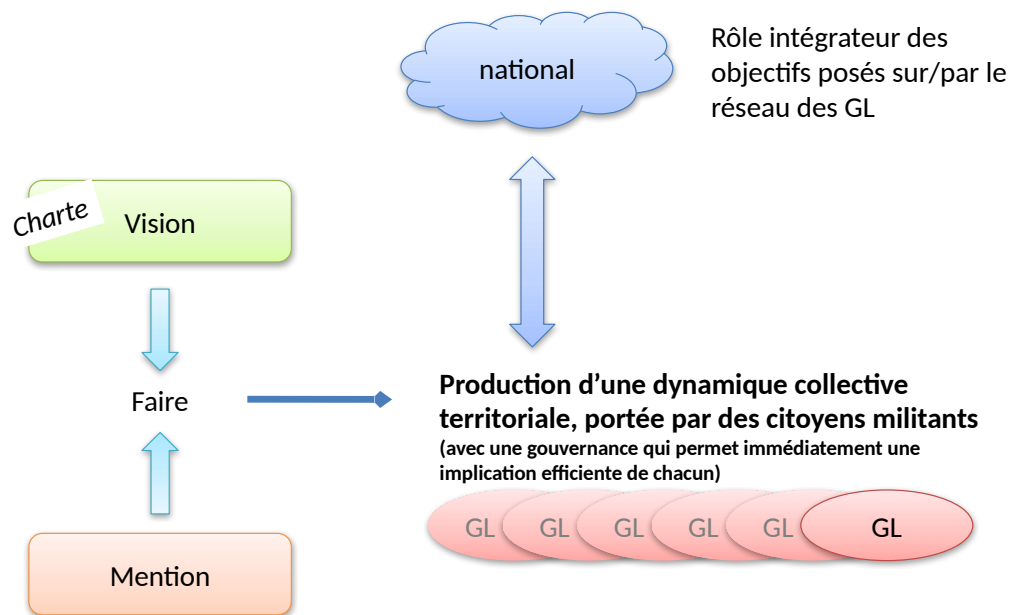 national
Rôle intégrateur des
objectifs posés sur/par le
réseau des GL
Charte
Vision
Faire
Production d’une dynamique collective
territoriale, portée par des citoyens militants
(avec une gouvernance qui permet immédiatement une
implication efficiente de chacun)
GL GL GL GL GL GL
Mention